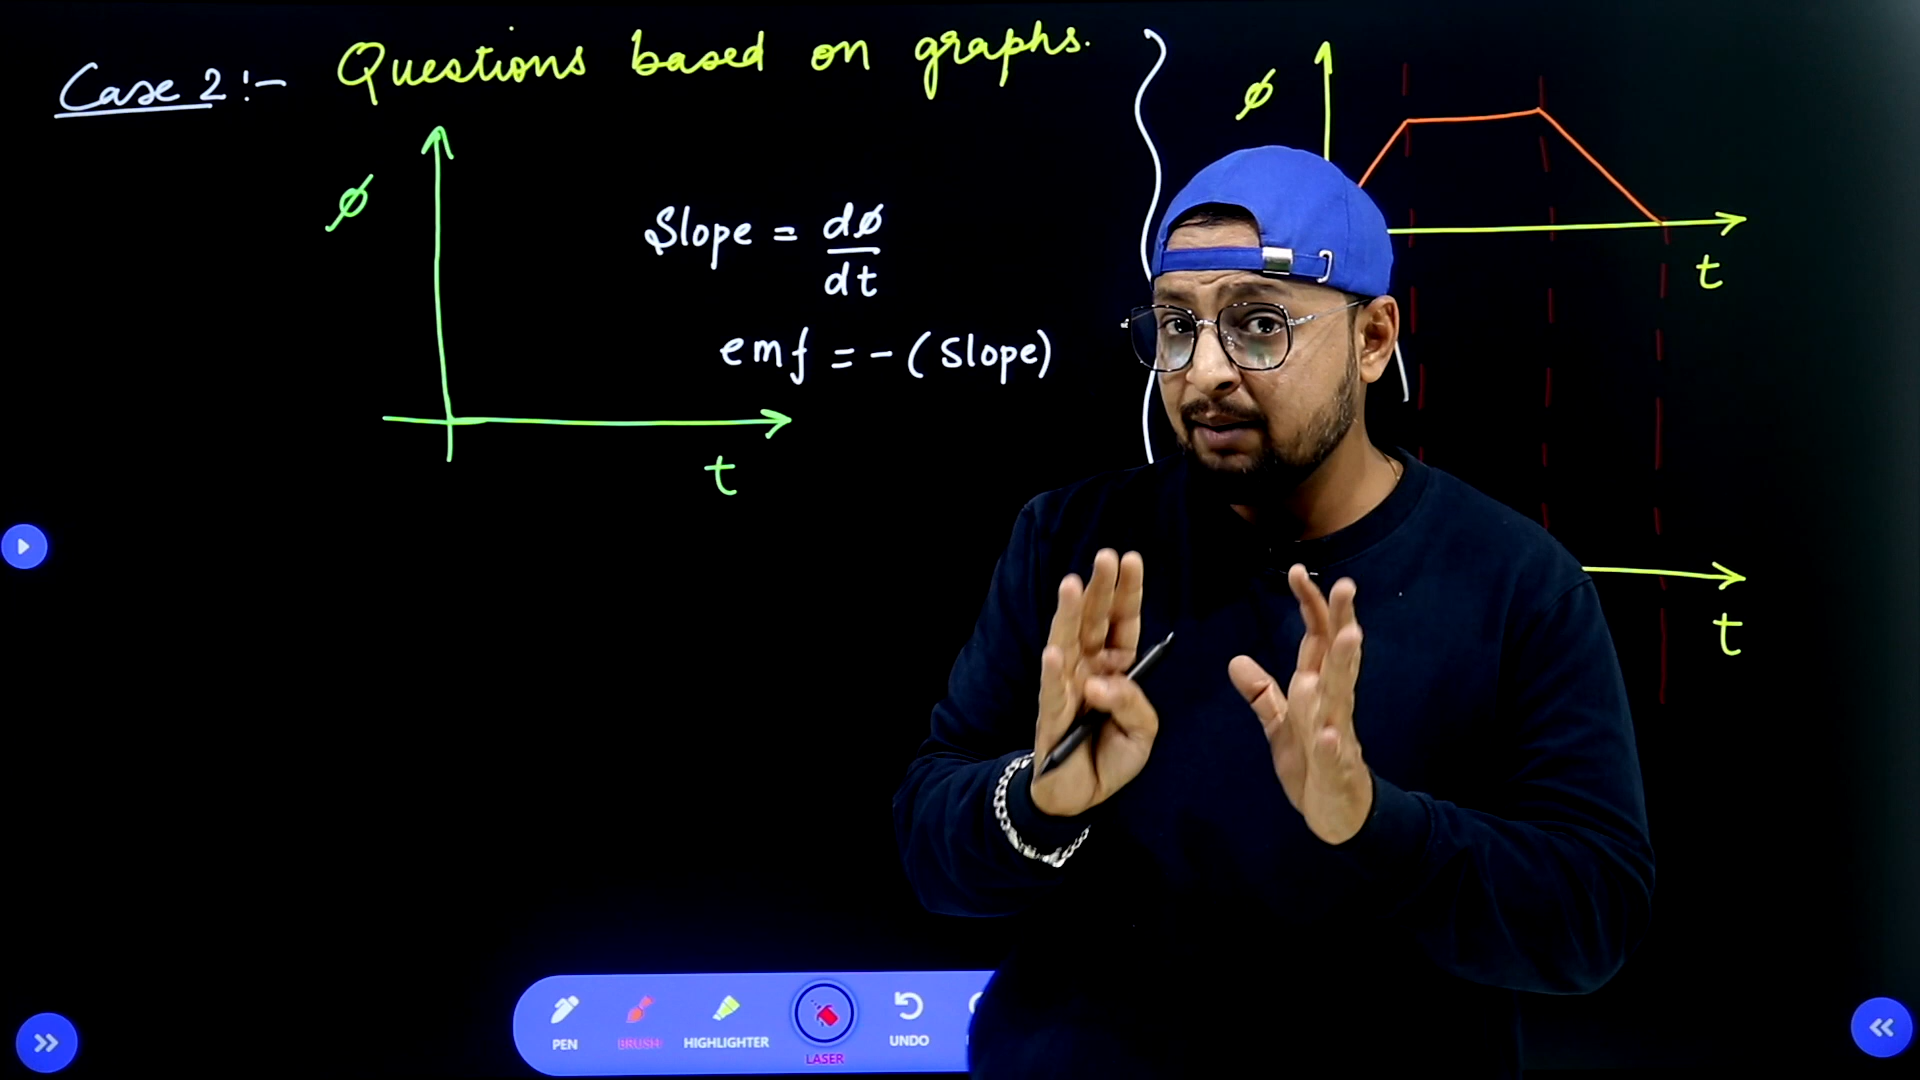 Case 2:- Questions based on graphs.
ϕ
Slope = dϕ/dt
emf = - (Slope)
t
ϕ
t
t
PEN
BRUSH
HIGHLIGHTER
LASER
UNDO